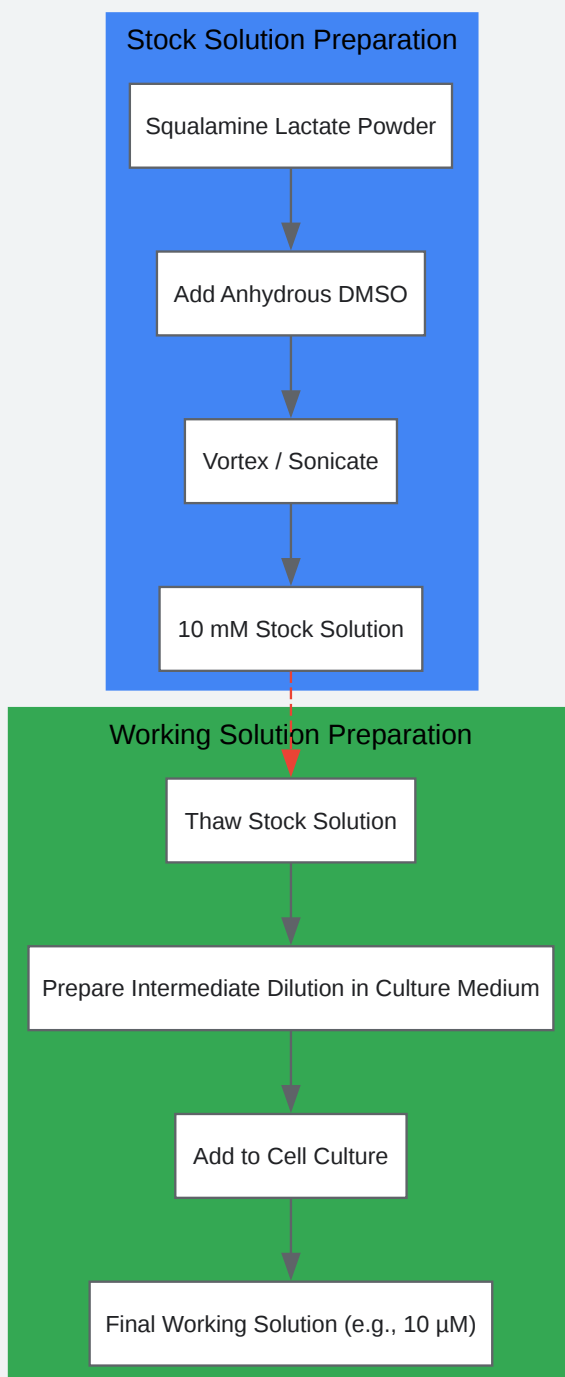 Stock Solution Preparation
Squalamine Lactate Powder
Add Anhydrous DMSO
Vortex / Sonicate
10 mM Stock Solution
Working Solution Preparation
Thaw Stock Solution
Prepare Intermediate Dilution in Culture Medium
Add to Cell Culture
Final Working Solution (e.g., 10 µM)